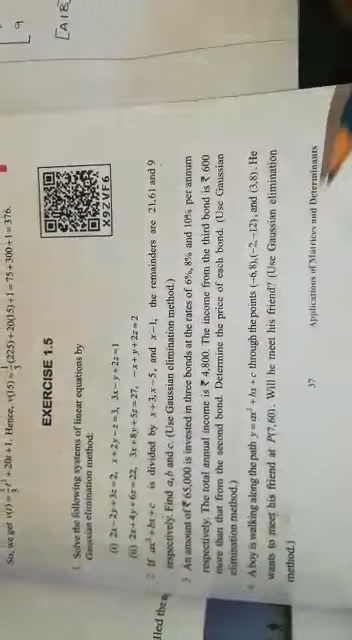 9
[A|B
So, we get v(t) = 1/3 t² + 20t + 1. Hence, v(15) = 1/3 (225) + 20(15) + 1 = 75 + 300 + 1 = 376.
EXERCISE 1.5
X9ZVF6
1. Solve the following systems of linear equations by
Gaussian elimination method:
(i) 2x − 2y + 3z = 2, x + 2y − z = 3, 3x − y + 2z = 1
(ii) 2x + 4y + 6z = 22, 3x + 8y + 5z = 27, −x + y + 2z = 2
2. If ax² + bx + c is divided by x + 3, x − 5, and x − 1, the remainders are 21, 61 and 9
respectively. Find a, b and c. (Use Gaussian elimination method.)
3. An amount of ₹ 65,000 is invested in three bonds at the rates of 6%, 8% and 10% per annum
respectively. The total annual income is ₹ 4,800. The income from the third bond is ₹ 600
more than that from the second bond. Determine the price of each bond. (Use Gaussian
elimination method.)
4. A boy is walking along the path y = ax² + bx + c through the points (−6, 8), (−2, −12), and (3, 8). He
wants to meet his friend at P(7, 60). Will he meet his friend? (Use Gaussian elimination
method.)
37 Applications of Matrices and Determinants
lled the